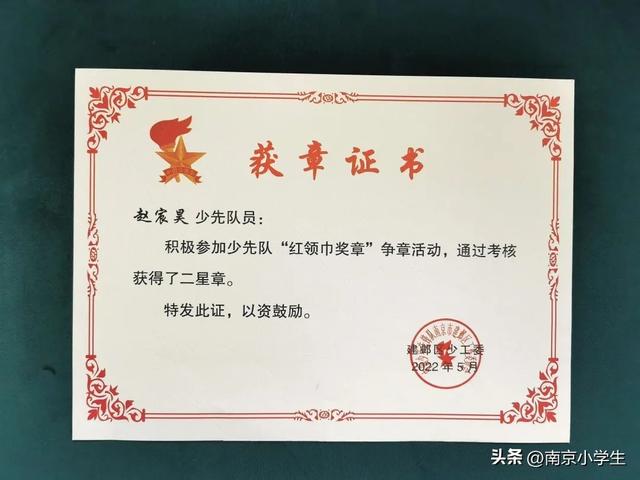 获章证书
赵宸昊 少先队员：
积极参加少先队“红领巾奖章”争章活动，通过考核
获得了二星章。
特发此证，以资鼓励。
建邺区少工委
2022年5月
头条 @南京小学生